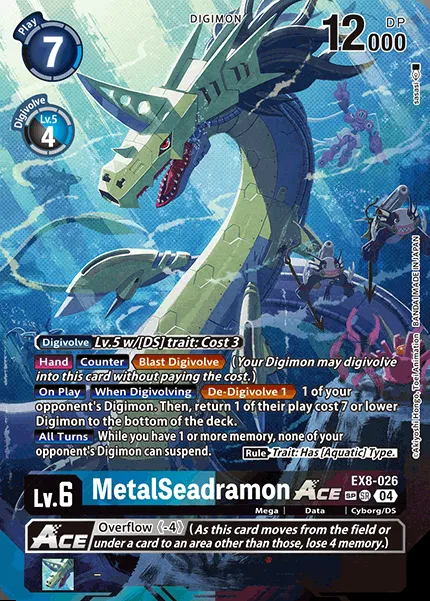 DIGIMON
Play
7
12000
DP
Digivolve
Lv.5
4
sasasi
©Akiyoshi Hongo, Toei Animation BANDAI MADE IN JAPAN
Digivolve Lv.5 w/[DS] trait: Cost 3
Hand Counter Blast Digivolve (Your Digimon may digivolve
into this card without paying the cost.)
On Play When Digivolving De-Digivolve 1 1 of your
opponent's Digimon. Then, return 1 of their play cost 7 or lower
Digimon to the bottom of the deck.
All Turns While you have 1 or more memory, none of your
opponent's Digimon can suspend.
Rule Trait: Has [Aquatic] Type.
EX8-026
Lv.6 MetalSeadramon ACE SP SR 04
Mega Data Cyborg/DS
ACE Overflow《-4》 (As this card moves from the field or
under a card to an area other than those, lose 4 memory.)
-